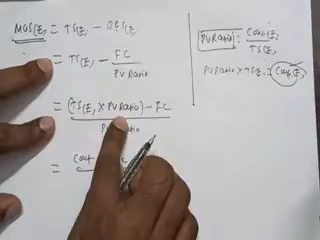 MOS(₹) = TS(₹) - BES(₹)
= TS(₹) - FC
PV Ratio
= (TS(₹) X PV Ratio) - FC
= Cont
PV Ratio = Cont(₹)
TS(₹)
PV Ratio X TS(₹) = Cont(₹)